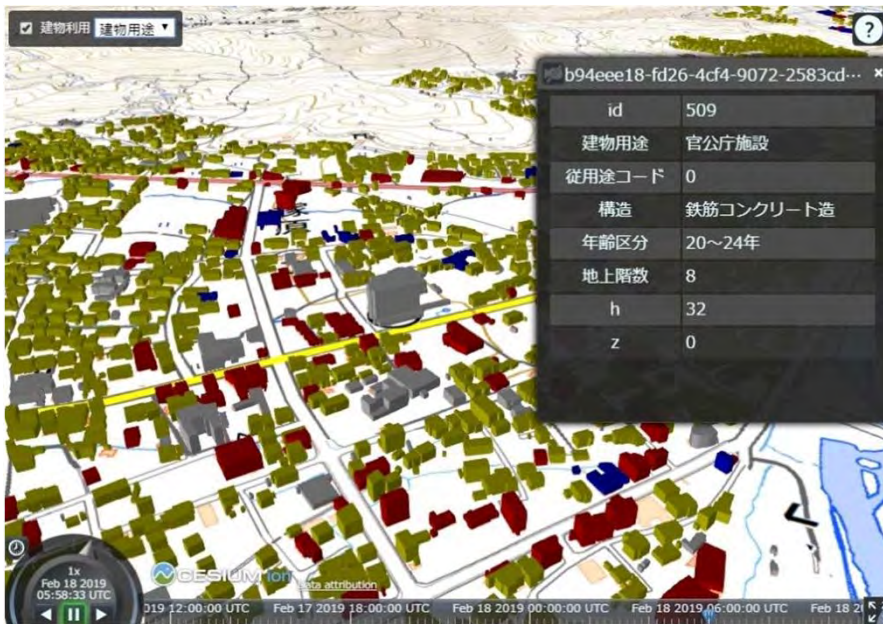 建物利用 建物用途
?
b94eee18-fd26-4cf4-9072-2583cd…
id 509
建物用途 官公庁施設
従用途コード 0
構造 鉄筋コンクリート造
年齢区分 20~24年
地上階数 8
h 32
z 0
1x
Feb 18 2019
05:58:33 UTC
CESIUM ion
Data attribution
019 12:00:00 UTC
Feb 17 2019 18:00:00 UTC
Feb 18 2019 00:00:00 UTC
Feb 18 2019 06:00:00 UTC
Feb 18 2